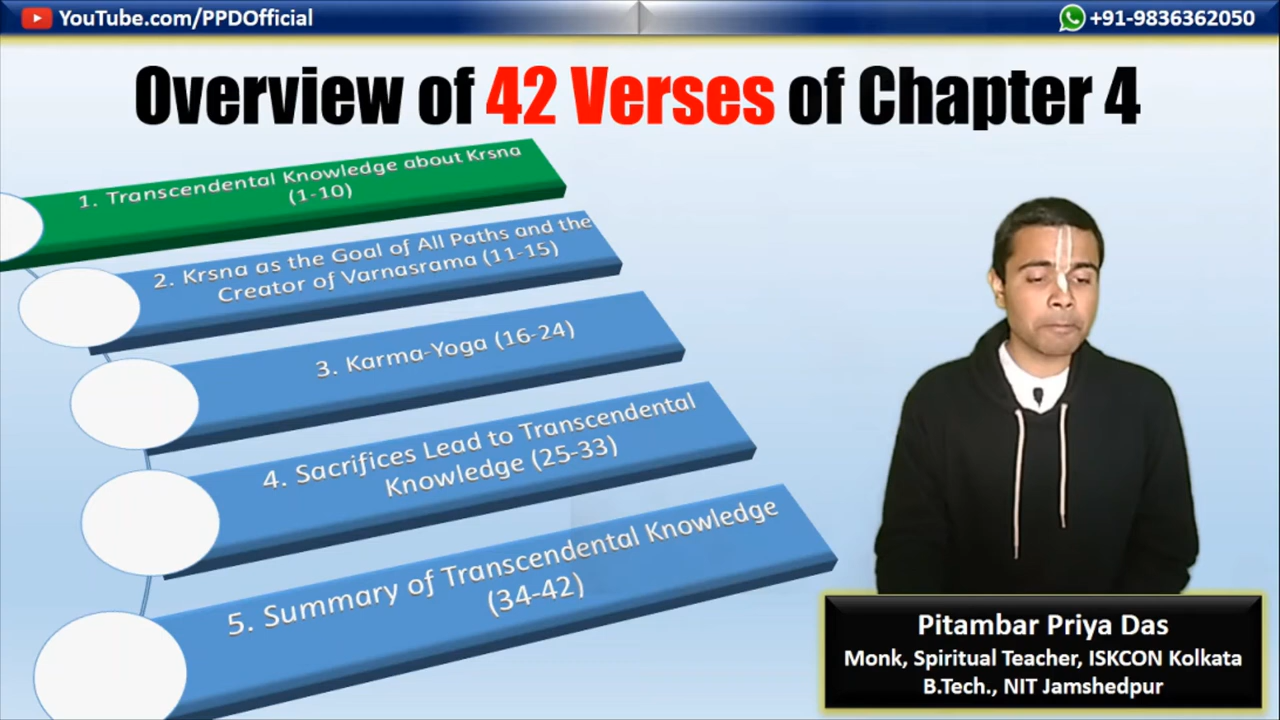 YouTube.com/PPDOfficial
+91-9836362050
Overview of 42 Verses of Chapter 4
1. Transcendental Knowledge about Krsna
(1-10)
2. Krsna as the Goal of All Paths and the
Creator of Varnasrama (11-15)
3. Karma-Yoga (16-24)
4. Sacrifices Lead to Transcendental
Knowledge (25-33)
5. Summary of Transcendental Knowledge
(34-42)
Pitambar Priya Das
Monk, Spiritual Teacher, ISKCON Kolkata
B.Tech., NIT Jamshedpur